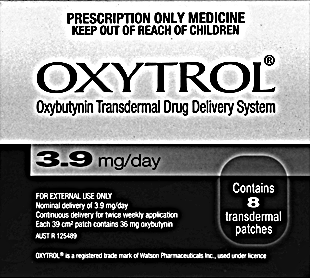 PRESCRIPTION ONLY MEDICINE
KEEP OUT OF REACH OF CHILDREN
OXYTROL®
Oxybutynin Transdermal Drug Delivery System
3.9 mg/day
FOR EXTERNAL USE ONLY
Nominal delivery of 3.9 mg/day
Continuous delivery for twice weekly application
Each 39 cm² patch contains 36 mg oxybutynin
AUST R 125489
Contains
8
transdermal
patches
OXYTROL® is a registered trade mark of Watson Pharmaceuticals Inc., used under licence